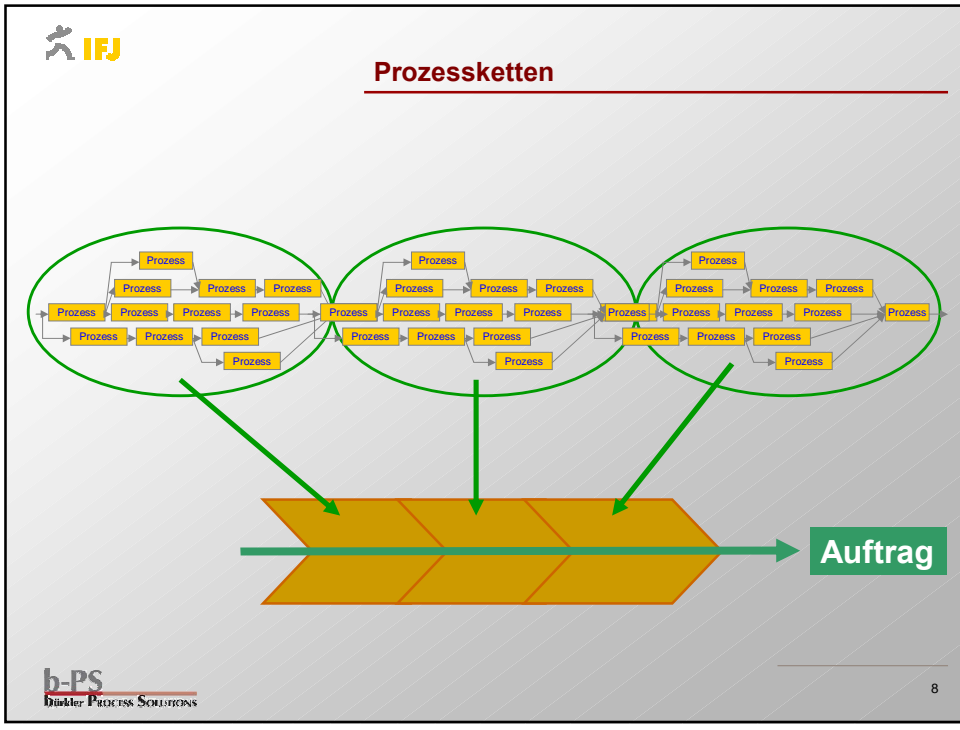 IFJ
Prozessketten
Prozess Prozess Prozess
Prozess Prozess Prozess Prozess Prozess Prozess Prozess Prozess Prozess
Prozess Prozess Prozess Prozess Prozess Prozess Prozess Prozess Prozess Prozess Prozess Prozess Prozess
Prozess Prozess Prozess Prozess Prozess Prozess Prozess Prozess Prozess
Prozess Prozess Prozess
Auftrag
b-PS
Process Solutions
8